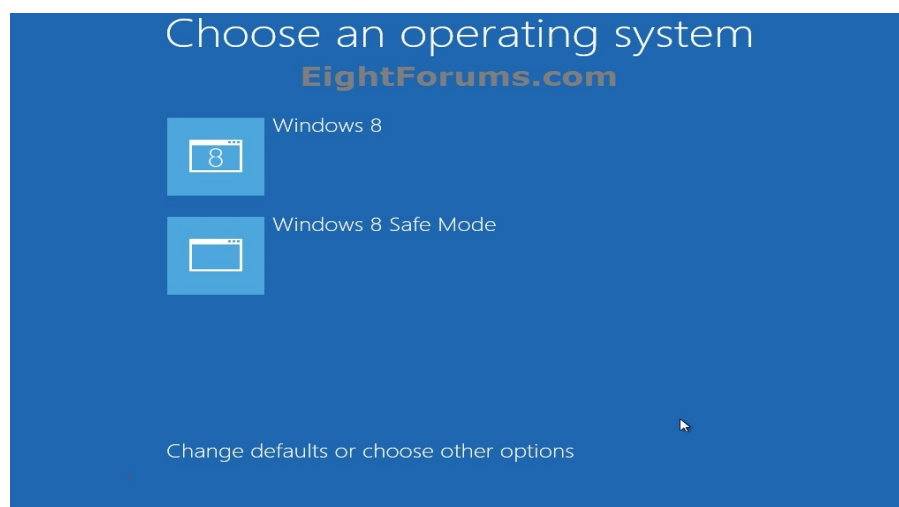 Choose an operating system
EightForums.com
Windows 8
8
Windows 8 Safe Mode
Change defaults or choose other options